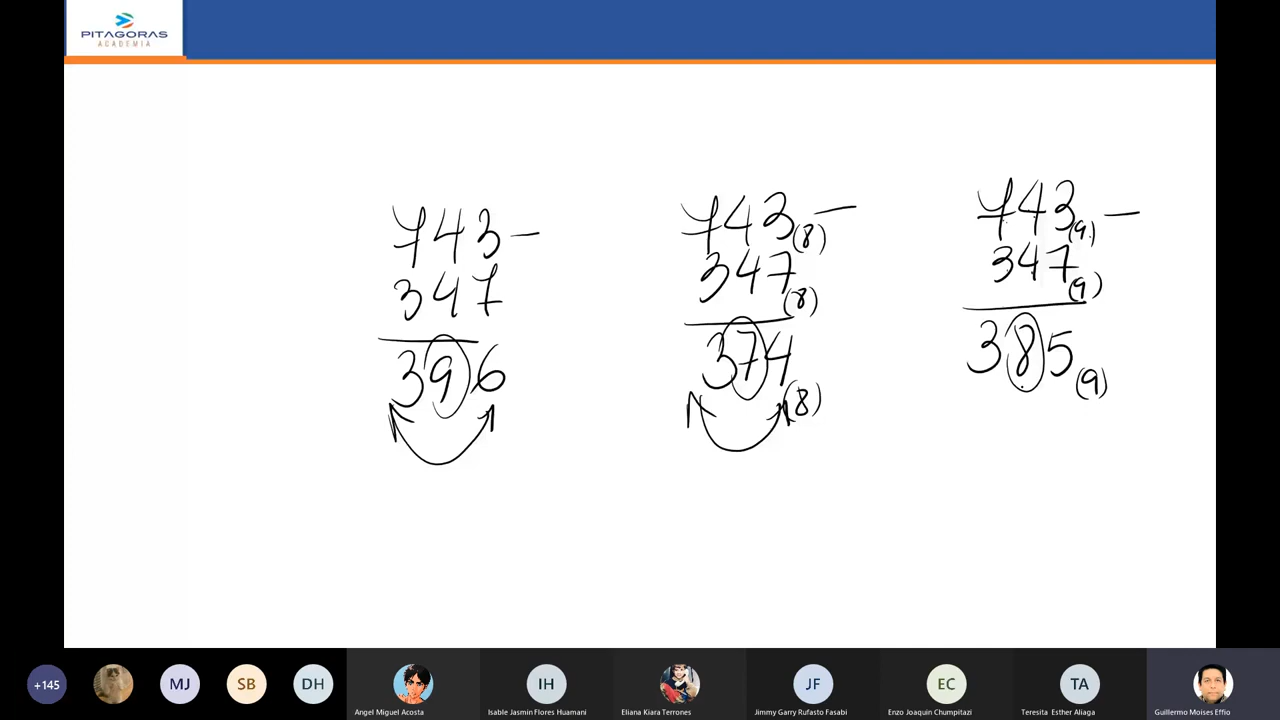 PITAGORAS
ACADEMIA
743 -
347
396
743(8) -
347(8)
374(8)
743(9) -
347(9)
385(9)
+145
MJ
SB
DH
IH
JF
EC
TA
Angel Miguel Acosta
Isable Jasmin Flores Huamani
Eliana Kiara Terrones
Jimmy Garry Rufasto Fasabi
Enzo Joaquin Chumpitazi
Teresita Esther Aliaga
Guillermo Moises Effio